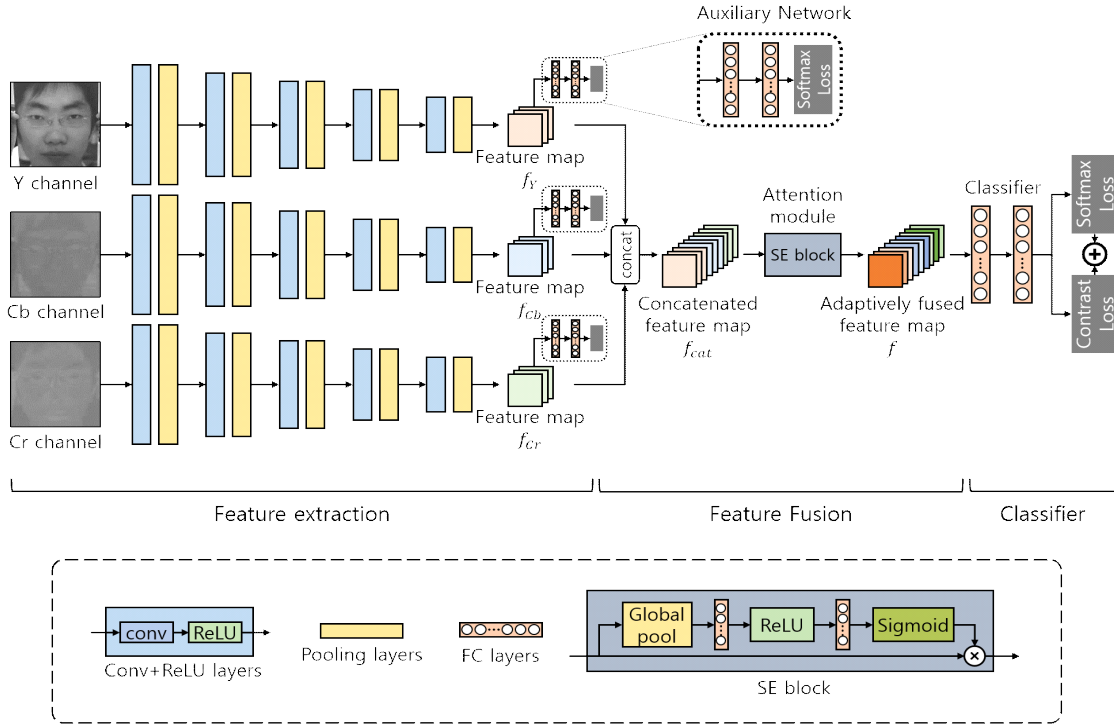 Auxiliary Network
Softmax
Loss
Y channel
Feature map
f_Y
Cb channel
Feature map
f_Cb
Cr channel
Feature map
f_Cr
concat
Concatenated
feature map
f_cat
Attention
module
SE block
Adaptively fused
feature map
f
Classifier
Softmax
Loss
+
Contrast
Loss
Feature extraction
Feature Fusion
Classifier
conv
ReLU
Conv+ReLU layers
Pooling layers
FC layers
Global
pool
ReLU
Sigmoid
×
SE block